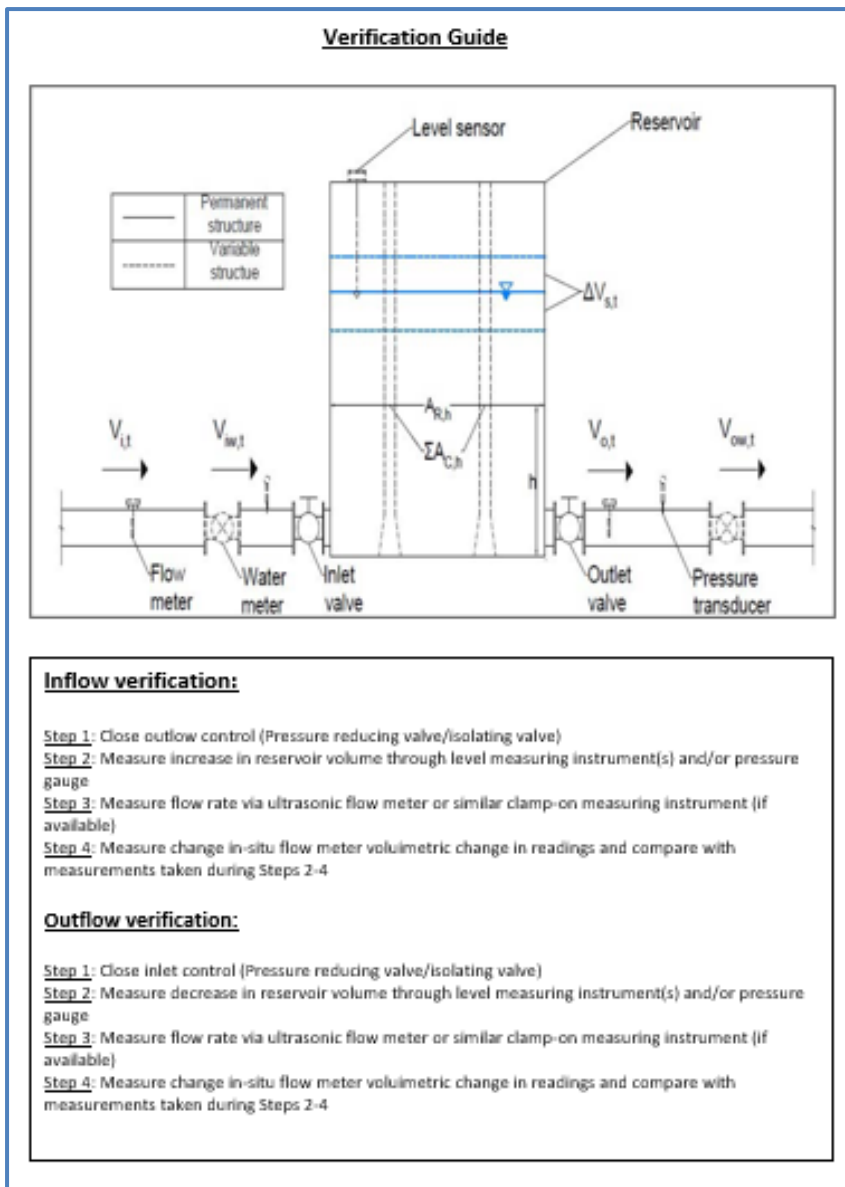 Verification Guide
Level sensor
Reservoir
Permanent
structure
Variable
structue
ΔVs,t
AR,h
Vi,t
Viw,t
ΣAC,h
Vo,t
Vow,t
h
Flow
meter
Water
meter
Inlet
valve
Outlet
valve
Pressure
transducer
Inflow verification:
Step 1: Close outflow control (Pressure reducing valve/isolating valve)
Step 2: Measure increase in reservoir volume through level measuring instrument(s) and/or pressure
gauge
Step 3: Measure flow rate via ultrasonic flow meter or similar clamp-on measuring instrument (if
available)
Step 4: Measure change in-situ flow meter voluimetric change in readings and compare with
measurements taken during Steps 2-4
Outflow verification:
Step 1: Close inlet control (Pressure reducing valve/isolating valve)
Step 2: Measure decrease in reservoir volume through level measuring instrument(s) and/or pressure
gauge
Step 3: Measure flow rate via ultrasonic flow meter or similar clamp-on measuring instrument (if
available)
Step 4: Measure change in-situ flow meter voluimetric change in readings and compare with
measurements taken during Steps 2-4